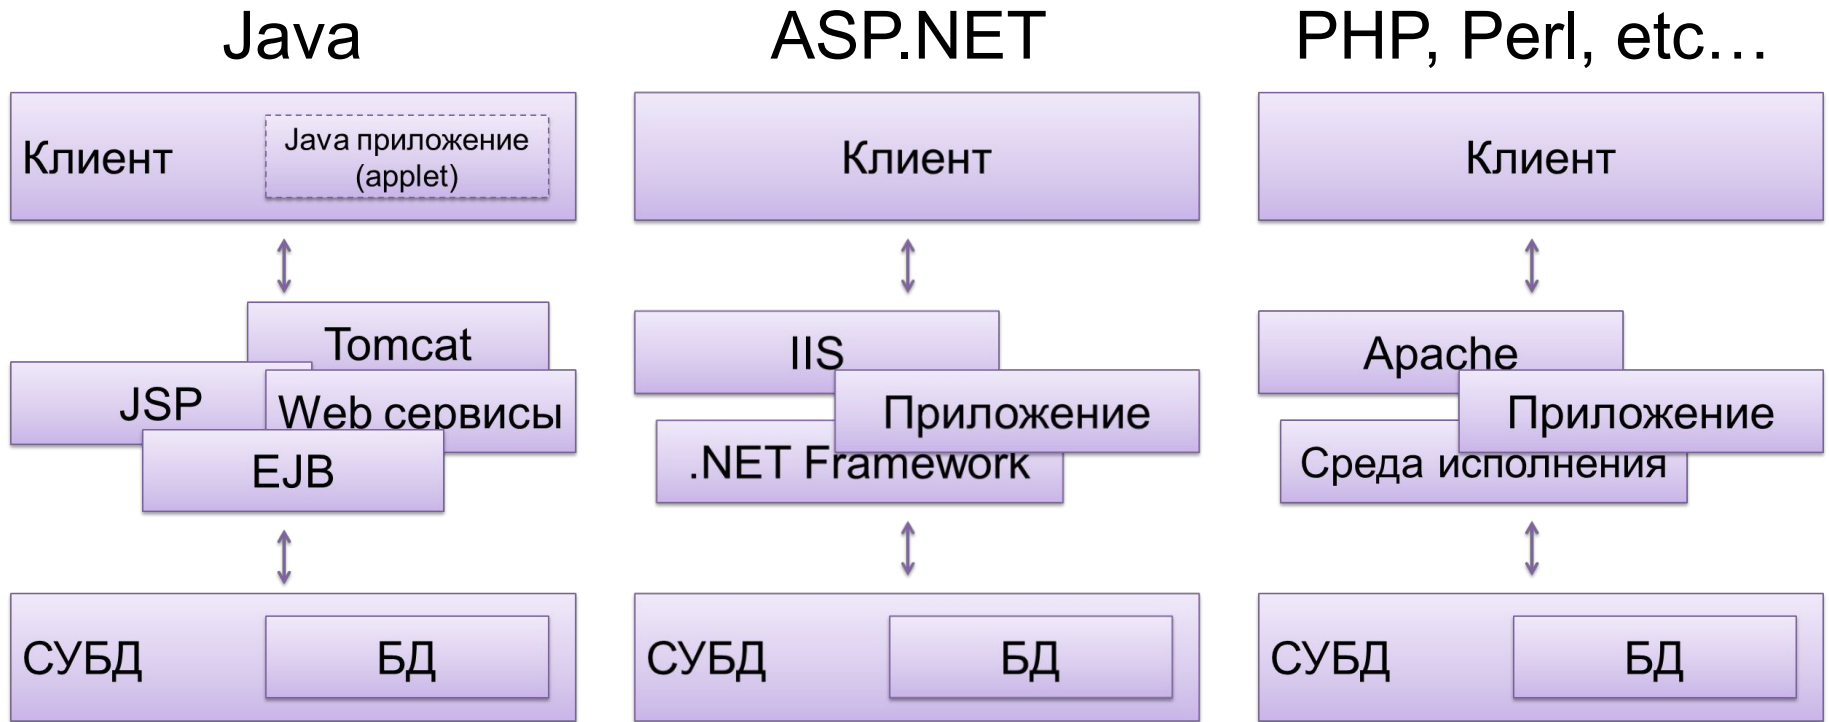 Java
ASP.NET
PHP, Perl, etc…
Клиент
Java приложение
(applet)
Клиент
Клиент
Tomcat
JSP
Web сервисы
EJB
IIS
Приложение
.NET Framework
Apache
Приложение
Среда исполнения
СУБД
БД
СУБД
БД
СУБД
БД